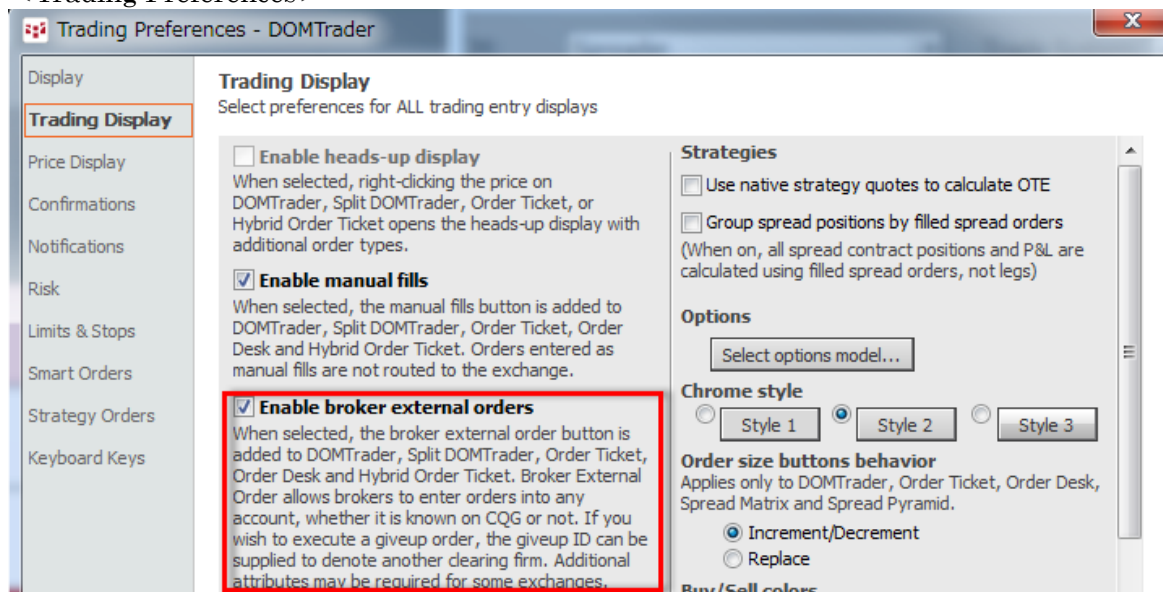 <Trading Preferences>
Trading Preferences - DOMTrader
X
Display
Trading Display
Price Display
Confirmations
Notifications
Risk
Limits & Stops
Smart Orders
Strategy Orders
Keyboard Keys
Trading Display
Select preferences for ALL trading entry displays
Enable heads-up display
When selected, right-clicking the price on
DOMTrader, Split DOMTrader, Order Ticket, or
Hybrid Order Ticket opens the heads-up display with
additional order types.
Enable manual fills
When selected, the manual fills button is added to
DOMTrader, Split DOMTrader, Order Ticket, Order
Desk and Hybrid Order Ticket. Orders entered as
manual fills are not routed to the exchange.
Enable broker external orders
When selected, the broker external order button is
added to DOMTrader, Split DOMTrader, Order Ticket,
Order Desk and Hybrid Order Ticket. Broker External
Order allows brokers to enter orders into any
account, whether it is known on CQG or not. If you
wish to execute a giveup order, the giveup ID can be
supplied to denote another clearing firm. Additional
attributes may be required for some exchanges.
Strategies
Use native strategy quotes to calculate OTE
Group spread positions by filled spread orders
(When on, all spread contract positions and P&L are
calculated using filled spread orders, not legs)
Options
Select options model...
Chrome style
Style 1 Style 2 Style 3
Order size buttons behavior
Applies only to DOMTrader, Order Ticket, Order Desk,
Spread Matrix and Spread Pyramid.
Increment/Decrement
Replace
Buy/Sell colors